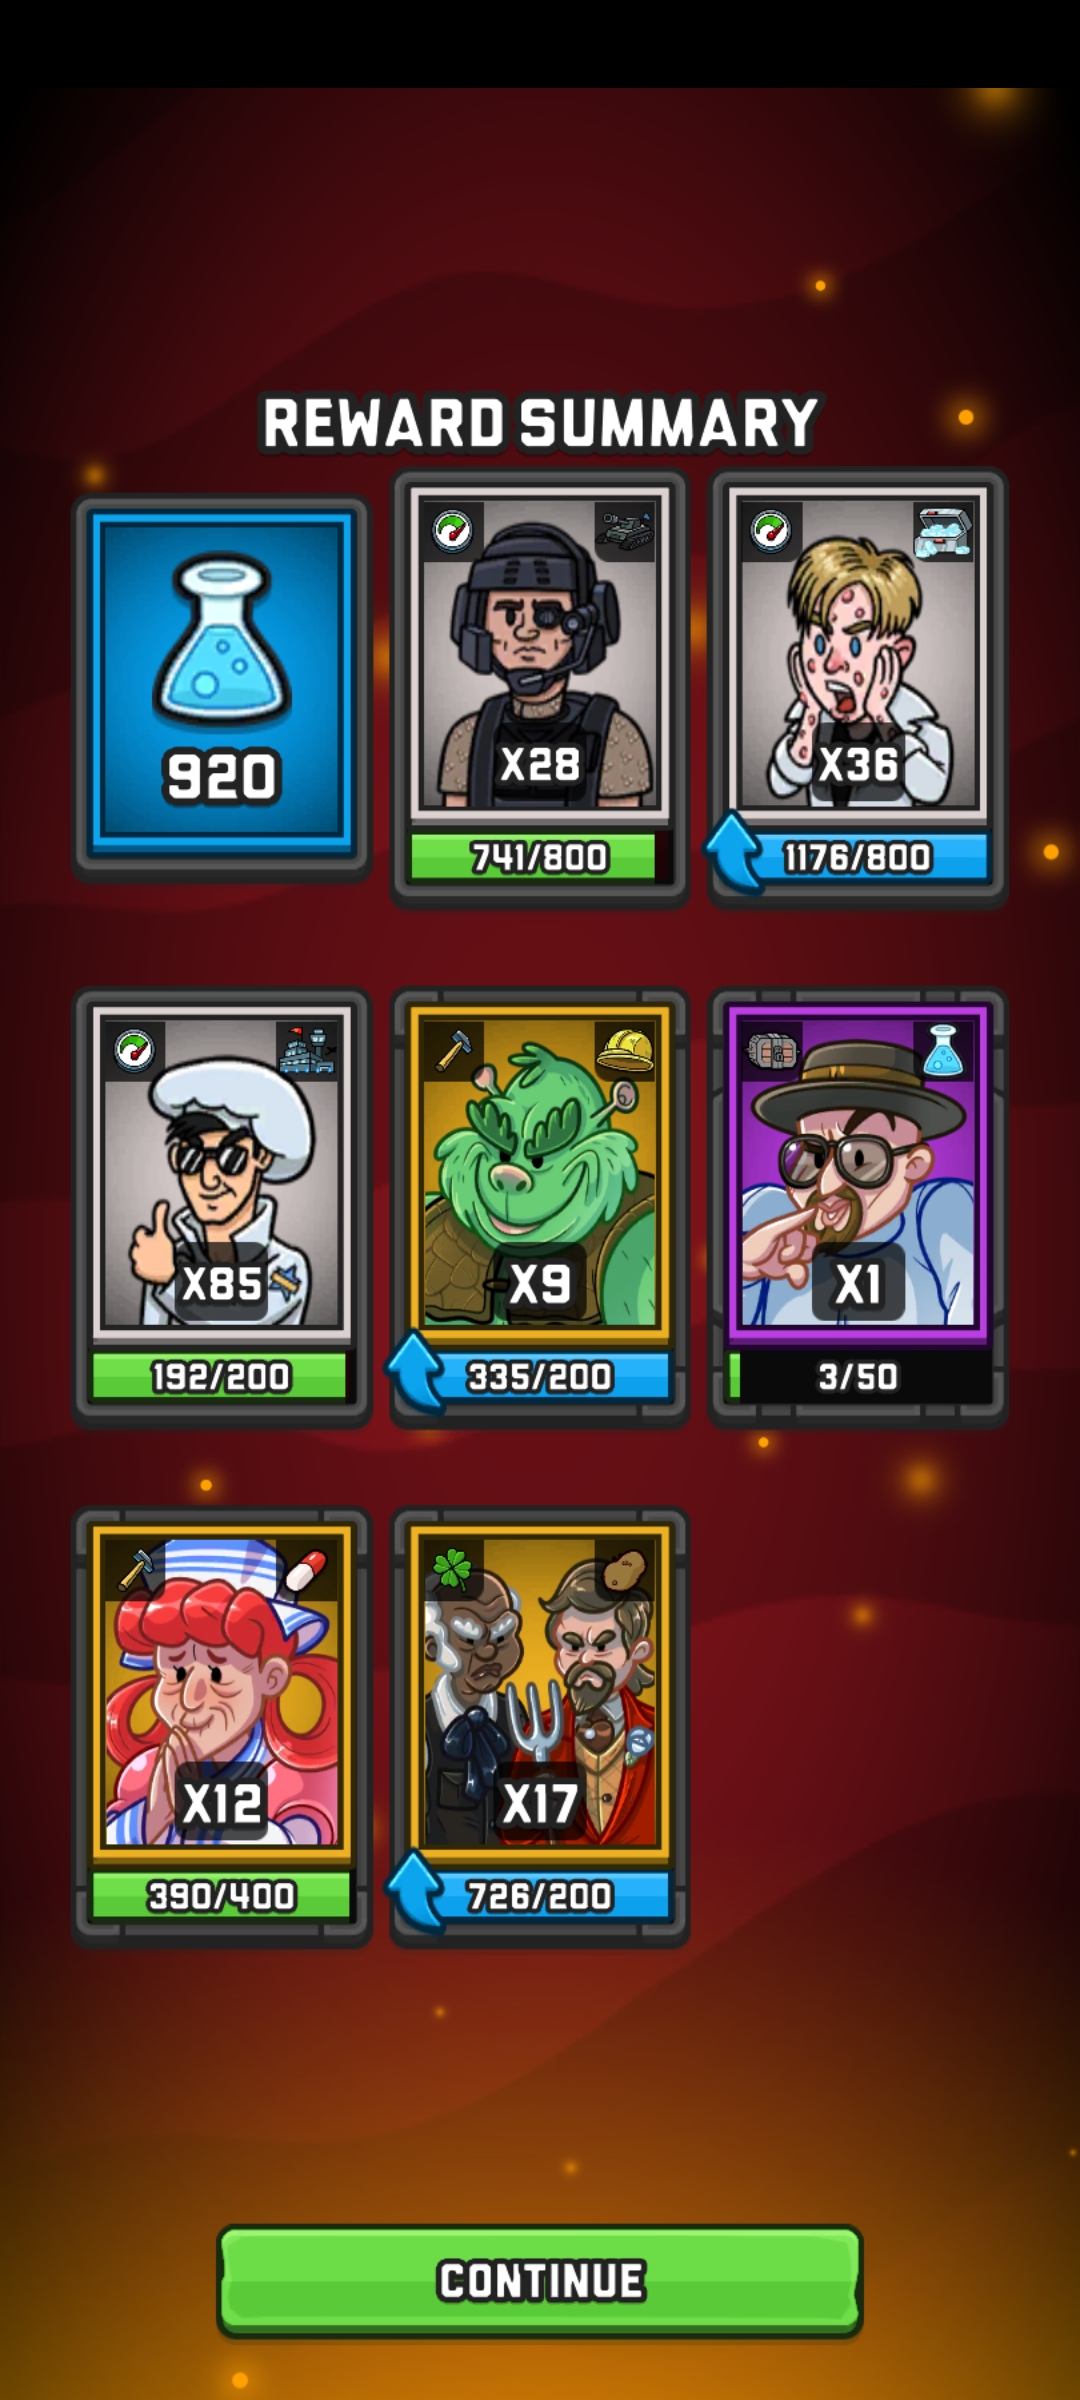 REWARD SUMMARY
920
X28
741/800
X36
1176/800
X85
192/200
X9
335/200
X1
3/50
X12
390/400
X17
726/200
CONTINUE